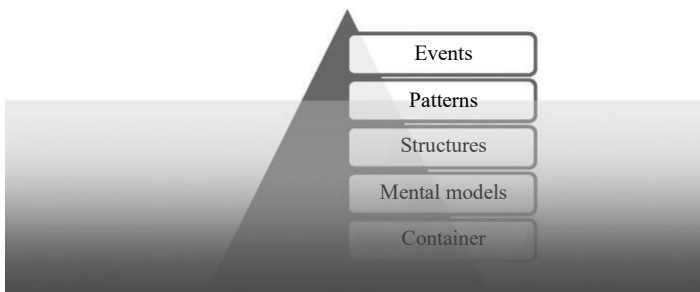 Events
Patterns
Structures
Mental models
Container